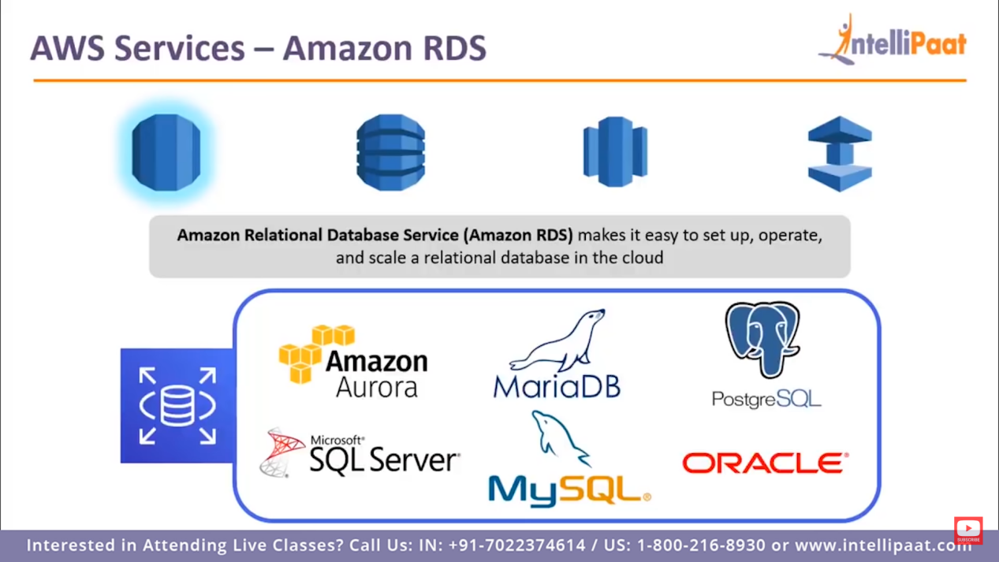 AWS Services – Amazon RDS
IntelliPaat
Amazon Relational Database Service (Amazon RDS) makes it easy to set up, operate,
and scale a relational database in the cloud
Amazon
Aurora
MariaDB
PostgreSQL
Microsoft®
SQL Server®
MySQL®
ORACLE®
Interested in Attending Live Classes? Call Us: IN: +91-7022374614 / US: 1-800-216-8930 or www.intellipaat.com
SUBSCRIBE